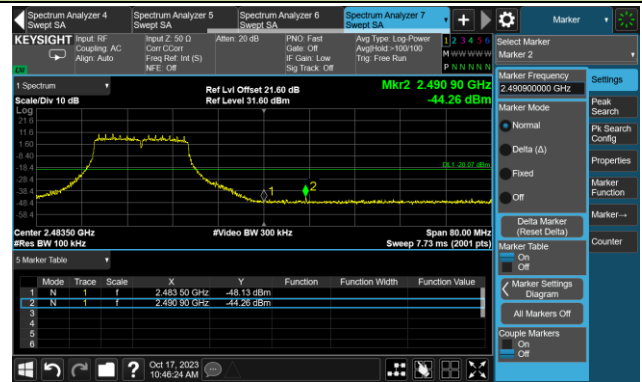 Spectrum Analyzer 4
Swept SA
Spectrum Analyzer 5
Swept SA
Spectrum Analyzer 6
Swept SA
Spectrum Analyzer 7
Swept SA
Marker
KEYSIGHT
Input: RF
Coupling: AC
Align: Auto
Input Z: 50 Ω
Corr CCorr
Freq Ref: Int (S)
NFE: Off
Atten: 20 dB
PNO: Fast
Gate: Off
IF Gain: Low
Sig Track: Off
Avg Type: Log-Power
Avg|Hold:>100/100
Trig: Free Run
1 2 3 4 5 6
M W W W W W
P N N N N N
Select Marker
Marker 2
1 Spectrum
Scale/Div 10 dB
Ref Lvl Offset 21.60 dB
Ref Level 31.60 dBm
Mkr2 2.490 90 GHz
-44.26 dBm
Log
21.6
11.6
1.60
-8.40
-18.4
-28.4
-38.4
-48.4
-58.4
DL1 -20.07 dBm
1
2
Center 2.48350 GHz
#Res BW 100 kHz
#Video BW 300 kHz
Span 80.00 MHz
Sweep 7.73 ms (2001 pts)
5 Marker Table
Mode Trace Scale X Y Function Function Width Function Value
1 N 1 f 2.483 50 GHz -48.13 dBm
2 N 1 f 2.490 90 GHz -44.26 dBm
3
4
5
6
Marker Frequency
2.490900000 GHz
Marker Mode
Normal
Delta (Δ)
Fixed
Off
Delta Marker
(Reset Delta)
Marker Table
On
Off
Marker Settings
Diagram
All Markers Off
Couple Markers
On
Off
Settings
Peak
Search
Pk Search
Config
Properties
Marker
Function
Marker→
Counter
Oct 17, 2023
10:46:24 AM